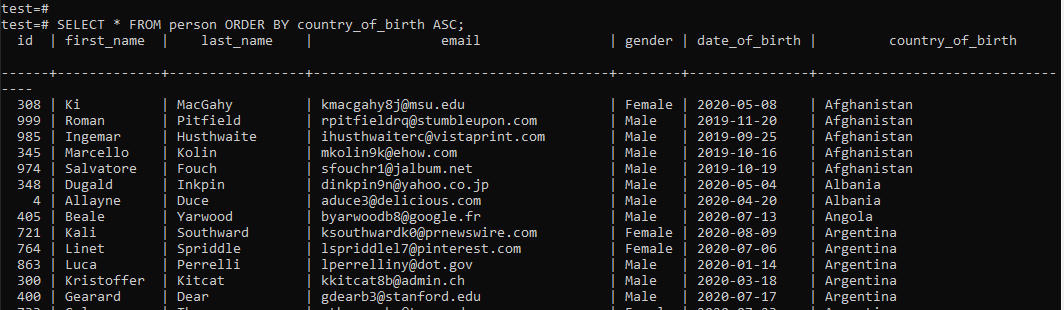 test=#
test=# SELECT * FROM person ORDER BY country_of_birth ASC;
id | first_name | last_name | email | gender | date_of_birth | country_of_birth
------+-------------+-----------------+--------------------------------------+--------+---------------+------------------------------
----
308 | Ki | MacGahy | kmacgahy8j@msu.edu | Female | 2020-05-08 | Afghanistan
999 | Roman | Pitfield | rpitfieldrq@stumbleupon.com | Male | 2019-11-20 | Afghanistan
985 | Ingemar | Husthwaite | ihusthwaiterc@vistaprint.com | Male | 2019-09-25 | Afghanistan
345 | Marcello | Kolin | mkolin9k@ehow.com | Male | 2019-10-16 | Afghanistan
974 | Salvatore | Fouch | sfouchr1@jalbum.net | Male | 2019-10-19 | Afghanistan
348 | Dugald | Inkpin | dinkpin9n@yahoo.co.jp | Male | 2020-05-04 | Albania
4 | Allayne | Duce | aduce3@delicious.com | Male | 2020-04-20 | Albania
405 | Beale | Yarwood | byarwoodb8@google.fr | Male | 2020-07-13 | Angola
721 | Kali | Southward | ksouthwardk0@prnewswire.com | Female | 2020-08-09 | Argentina
764 | Linet | Spriddle | lspriddlel7@pinterest.com | Female | 2020-07-06 | Argentina
863 | Luca | Perrelli | lperrelliny@dot.gov | Male | 2020-01-14 | Argentina
300 | Kristoffer | Kitcat | kkitcat8b@admin.ch | Male | 2020-03-18 | Argentina
400 | Gearard | Dear | gdearb3@stanford.edu | Male | 2020-07-17 | Argentina